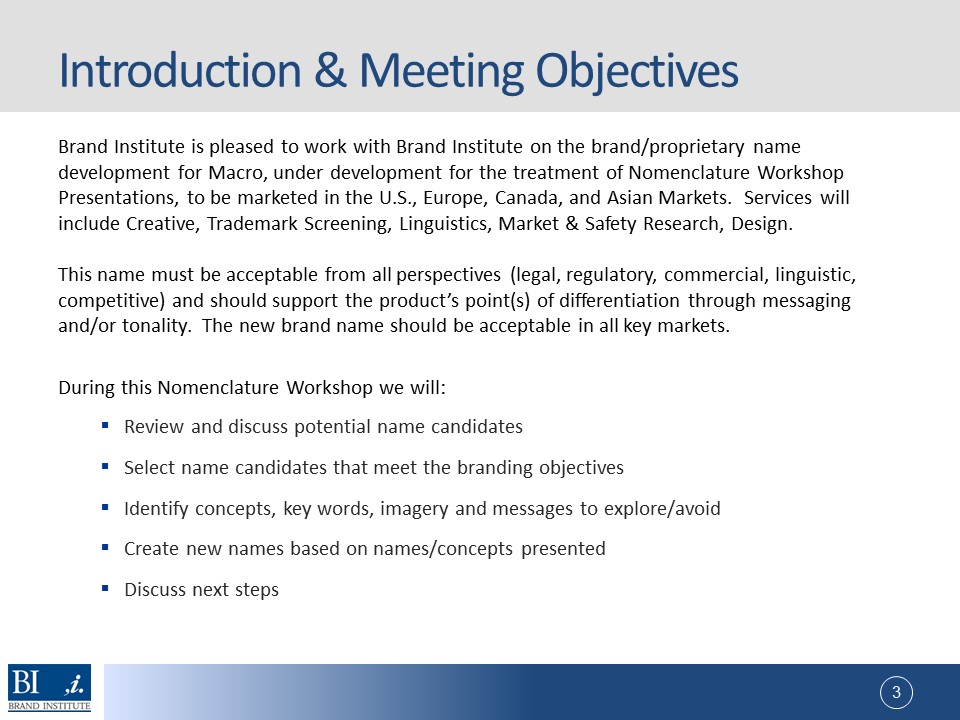 Introduction & Meeting Objectives
Brand Institute is pleased to work with Brand Institute on the brand/proprietary name
development for Macro, under development for the treatment of Nomenclature Workshop
Presentations, to be marketed in the U.S., Europe, Canada, and Asian Markets.  Services will
include Creative, Trademark Screening, Linguistics, Market & Safety Research, Design.
This name must be acceptable from all perspectives (legal, regulatory, commercial, linguistic,
competitive) and should support the product’s point(s) of differentiation through messaging
and/or tonality.  The new brand name should be acceptable in all key markets.
During this Nomenclature Workshop we will:
▪ Review and discuss potential name candidates
▪ Select name candidates that meet the branding objectives
▪ Identify concepts, key words, imagery and messages to explore/avoid
▪ Create new names based on names/concepts presented
▪ Discuss next steps
BI ,i.
BRAND INSTITUTE
3